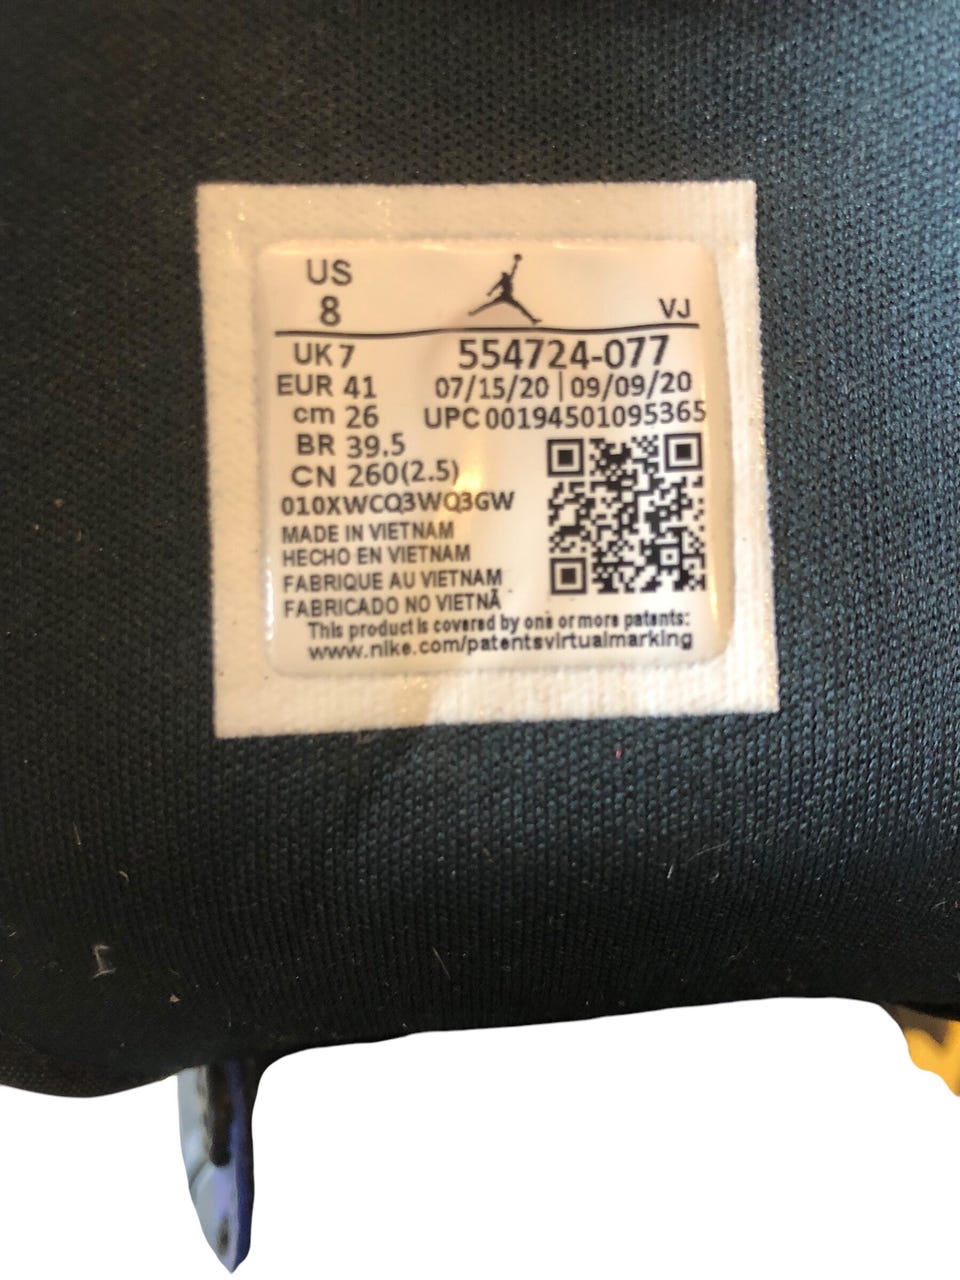 US
8
VJ
UK 7
554724-077
EUR 41
07/15/20 | 09/09/20
cm 26
UPC 00194501095365
BR 39.5
CN 260(2.5)
010XWCQ3WQ3GW
MADE IN VIETNAM
HECHO EN VIETNAM
FABRIQUE AU VIETNAM
FABRICADO NO VIETNÃ
This product is covered by one or more patents:
www.nike.com/patentsvirtualmarking